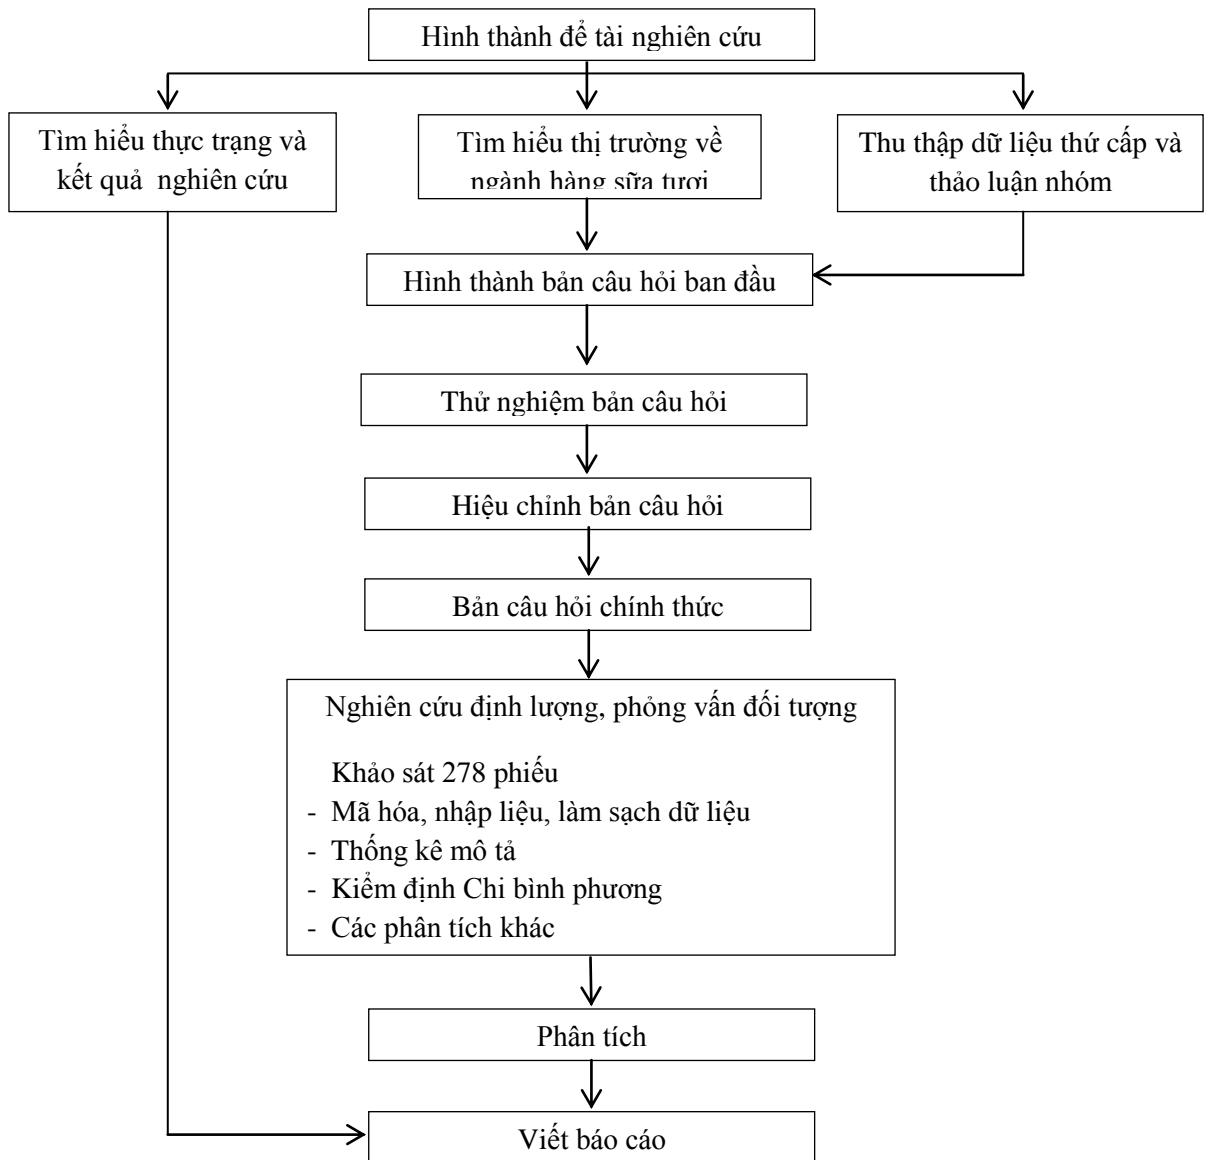 Hình thành để tài nghiên cứu
Tìm hiểu thực trạng và
kết quả nghiên cứu
Tìm hiểu thị trường về
ngành hàng sữa tươi
Thu thập dữ liệu thứ cấp và
thảo luận nhóm
Hình thành bản câu hỏi ban đầu
Thử nghiệm bản câu hỏi
Hiệu chỉnh bản câu hỏi
Bản câu hỏi chính thức
Nghiên cứu định lượng, phỏng vấn đối tượng
Khảo sát 278 phiếu
- Mã hóa, nhập liệu, làm sạch dữ liệu
- Thống kê mô tả
- Kiểm định Chi bình phương
- Các phân tích khác
Phân tích
Viết báo cáo